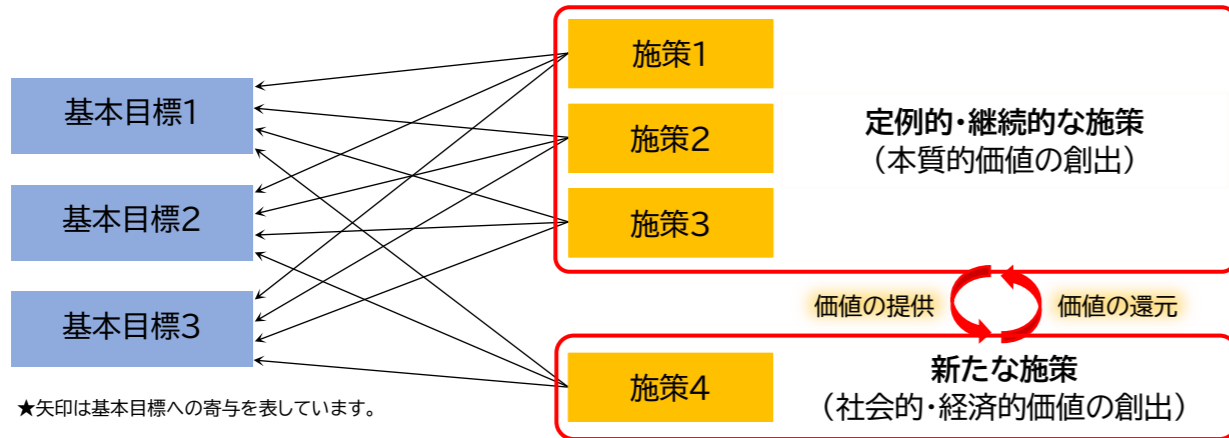 基本目標1
基本目標2
基本目標3
★矢印は基本目標への寄与を表しています。
施策1
施策2
施策3
定例的・継続的な施策
（本質的価値の創出）
価値の提供
価値の還元
施策4
新たな施策
（社会的・経済的価値の創出）